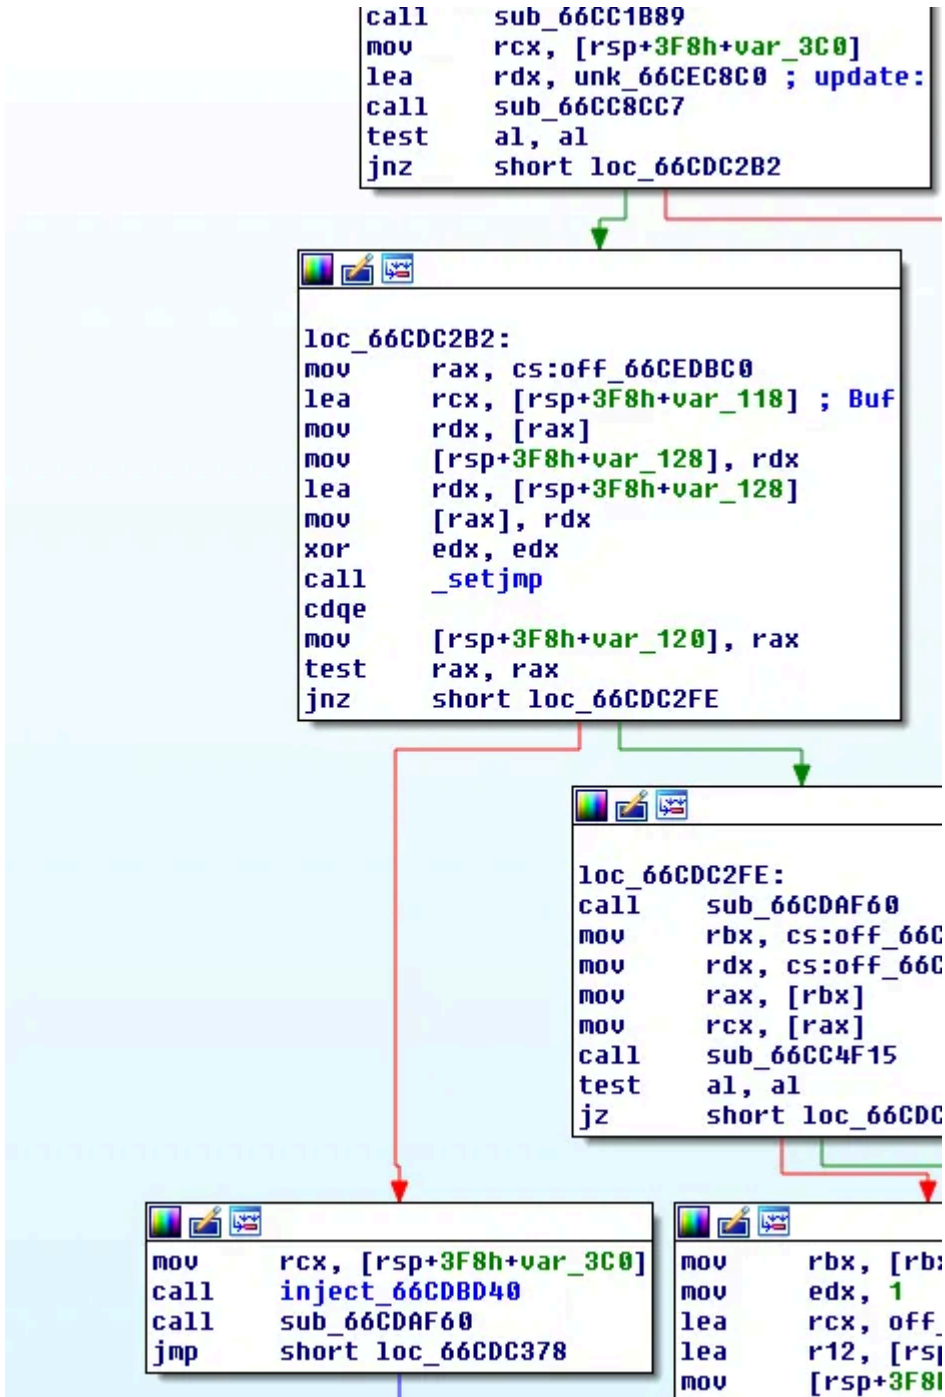 call sub_66CC1B89
mov rcx, [rsp+3F8h+var_3C0]
lea rdx, unk_66CEC8C0 ; update:
call sub_66CC8CC7
test al, al
jnz short loc_66CDC2B2
loc_66CDC2B2:
mov rax, cs:off_66CEDBC0
lea rcx, [rsp+3F8h+var_118] ; Buf
mov rdx, [rax]
mov [rsp+3F8h+var_128], rdx
lea rdx, [rsp+3F8h+var_128]
mov [rax], rdx
xor edx, edx
call _setjmp
cdqe
mov [rsp+3F8h+var_120], rax
test rax, rax
jnz short loc_66CDC2FE
loc_66CDC2FE:
call sub_66CDAF60
mov rbx, cs:off_66C
mov rdx, cs:off_66C
mov rax, [rbx]
mov rcx, [rax]
call sub_66CC4F15
test al, al
jz short loc_66CDC
mov rcx, [rsp+3F8h+var_3C0]
call inject_66CDBD40
call sub_66CDAF60
jmp short loc_66CDC378
mov rbx, [rbx
mov edx, 1
lea rcx, off_
lea r12, [rsp
mov [rsp+3F8h